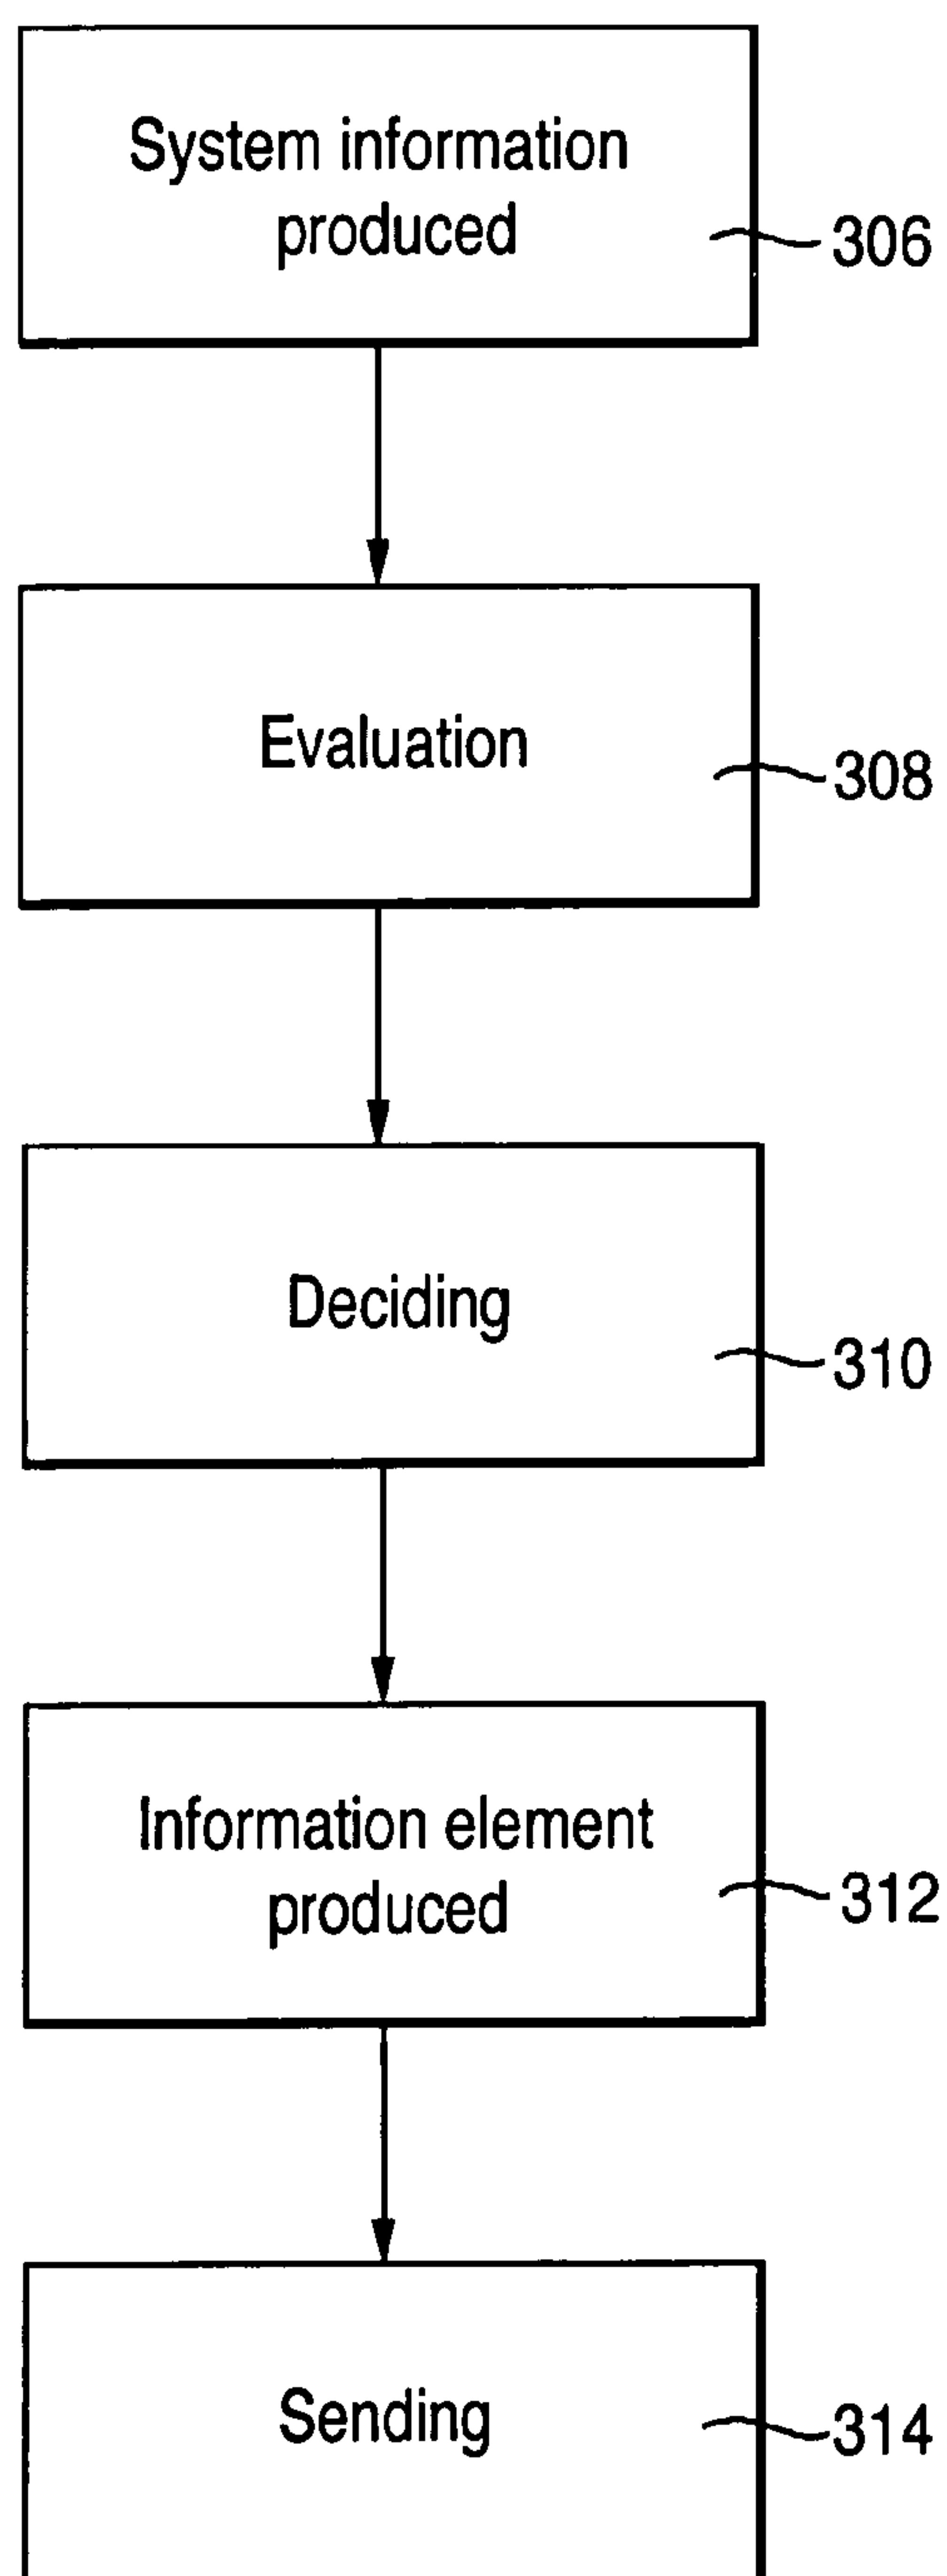 System information
produced
306
Evaluation
308
Deciding
310
Information element
produced
312
Sending
314